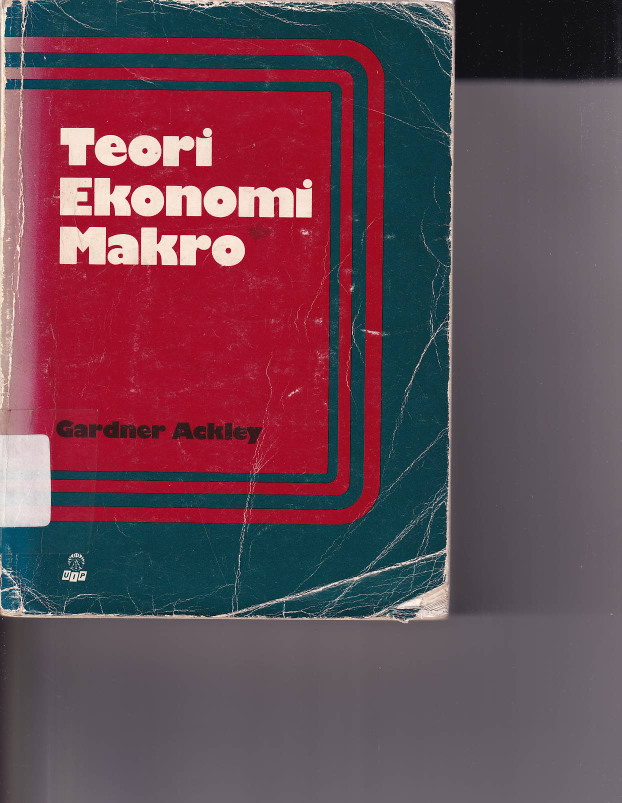 Teori
Ekonomi
Makro
Gardner Ackley
UIP